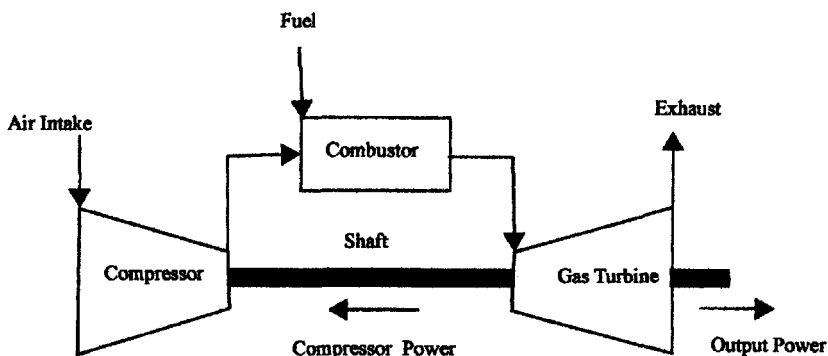 Fuel
Air Intake
Exhaust
Combustor
Shaft
Compressor
Gas Turbine
Compressor Power
Output Power